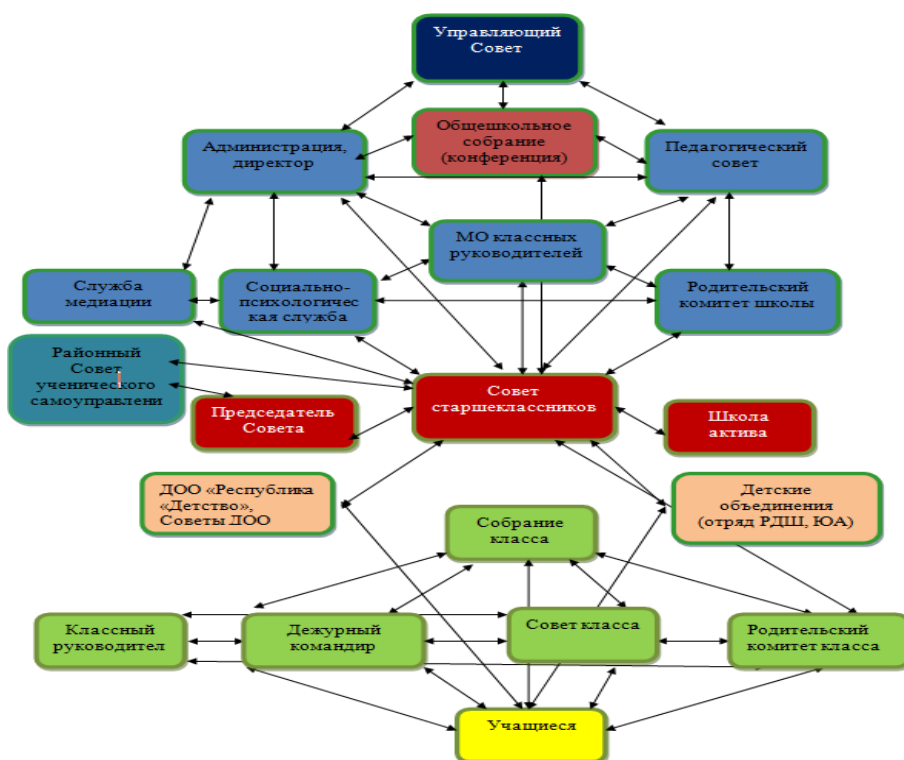 Управляющий
Совет
Общешкольное
собрание
(конференция)
Администрация,
директор
Педагогический
совет
МО классных
руководителей
Служба
медиации
Социально-
психологичес
кая служба
Родительский
комитет школы
Районный
Совет
ученического
самоуправлени
Председатель
Совета
Совет
старшеклассников
Школа
актива
ДОО «Республика
«Детство»,
Советы ДОО
Детские
объединения
(отряд РДШ, ЮА)
Собрание
класса
Классный
руководител
Дежурный
командир
Совет класса
Родительский
комитет класса
Учащиеся